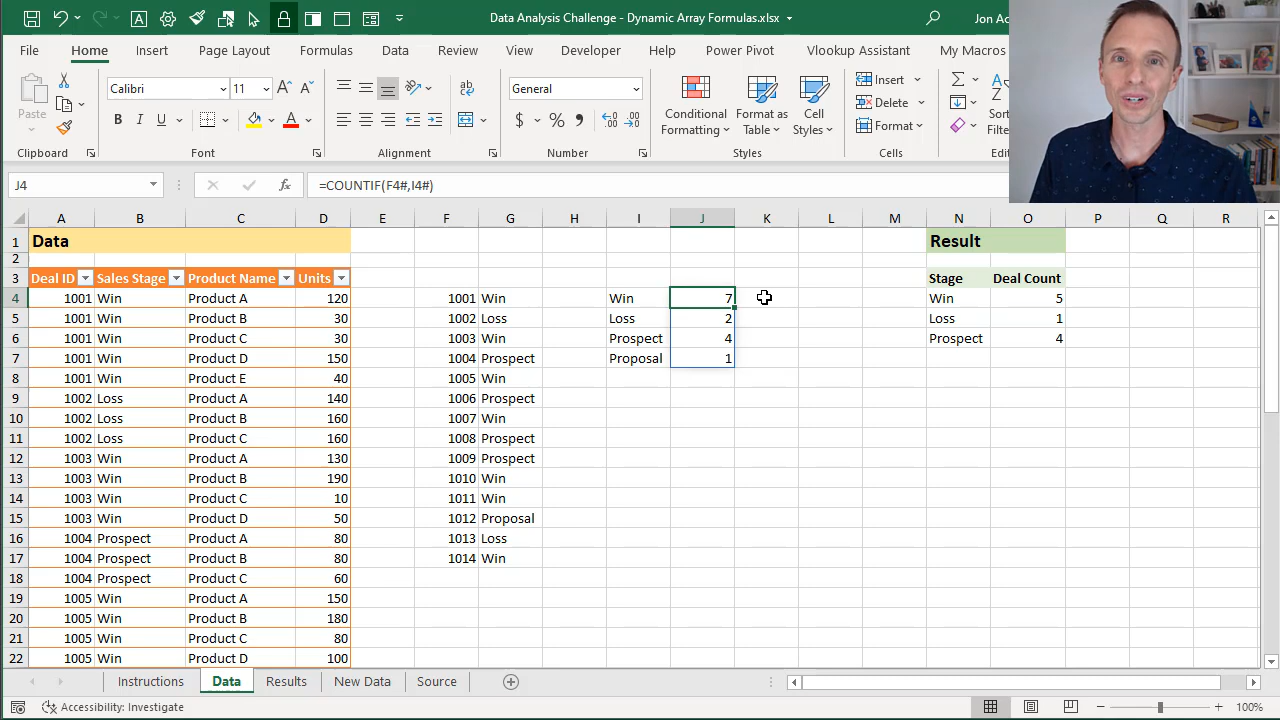 Data Analysis Challenge - Dynamic Array Formulas.xlsx
Jon Ac
File Home Insert Page Layout Formulas Data Review View Developer Help Power Pivot Vlookup Assistant My Macros
Paste
Calibri 11
B I U
General
$ % 9
Conditional Formatting
Format as Table
Cell Styles
Insert
Delete
Format
Sort
Filte
Clipboard Font Alignment Number Styles Cells
J4 =COUNTIF(F4#,I4#)
A B C D E F G H I J K L M N O P Q R
1 Data Result
2
3 Deal ID Sales Stage Product Name Units Stage Deal Count
4 1001 Win Product A 120 1001 Win Win 7 Win 5
5 1001 Win Product B 30 1002 Loss Loss 2 Loss 1
6 1001 Win Product C 30 1003 Win Prospect 4 Prospect 4
7 1001 Win Product D 150 1004 Prospect Proposal 1
8 1001 Win Product E 40 1005 Win
9 1002 Loss Product A 140 1006 Prospect
10 1002 Loss Product B 160 1007 Win
11 1002 Loss Product C 160 1008 Prospect
12 1003 Win Product A 130 1009 Prospect
13 1003 Win Product B 190 1010 Win
14 1003 Win Product C 10 1011 Win
15 1003 Win Product D 50 1012 Proposal
16 1004 Prospect Product A 80 1013 Loss
17 1004 Prospect Product B 80 1014 Win
18 1004 Prospect Product C 60
19 1005 Win Product A 150
20 1005 Win Product B 180
21 1005 Win Product C 80
22 1005 Win Product D 100
Instructions Data Results New Data Source
Accessibility: Investigate 100%